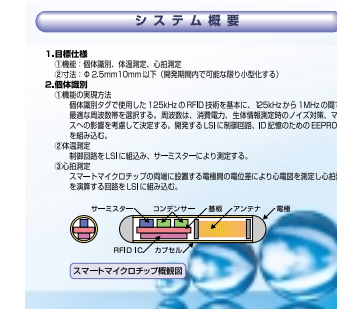 システム概要
1.目標仕様
①機能：個体識別、体温測定、心拍測定
②寸法：Φ2.5mm10mm以下（開発期間内で可能な限り小型化する）
2.個体識別
①機能の実現方法
個体識別タグで使用した125kHzのRFID技術を基本に、125kHzから1MHzの間で
最適な周波数帯を選択する。周波数は、消費電力、生体情報測定時のノイズ対策、マ
スへの影響を考慮して決定する。開発するLSIに制御回路、ID記憶のためのEEPRO
を組み込む。
②体温測定
制御回路をLSIに組込み、サーミスターにより測定する。
③心拍測定
スマートマイクロチップの両端に設置する電極間の電位差により心電図を測定し心拍
を演算する回路をLSIに組込む。
サーミスター コンデンサー 基板 アンテナ 電極
RFID IC カプセル
スマートマイクロチップ概観図